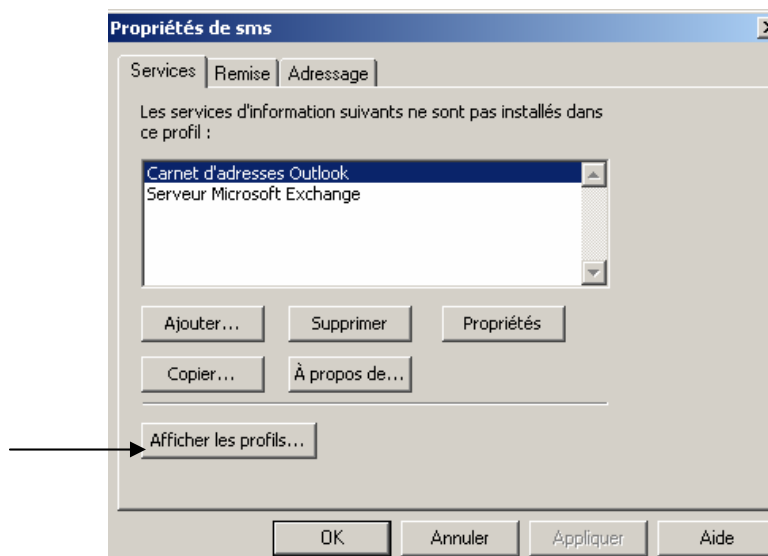 Propriétés de sms
Services Remise Adressage
Les services d'information suivants ne sont pas installés dans
ce profil :
Carnet d'adresses Outlook
Serveur Microsoft Exchange
Ajouter... Supprimer Propriétés
Copier... À propos de...
Afficher les profils...
OK Annuler Appliquer Aide